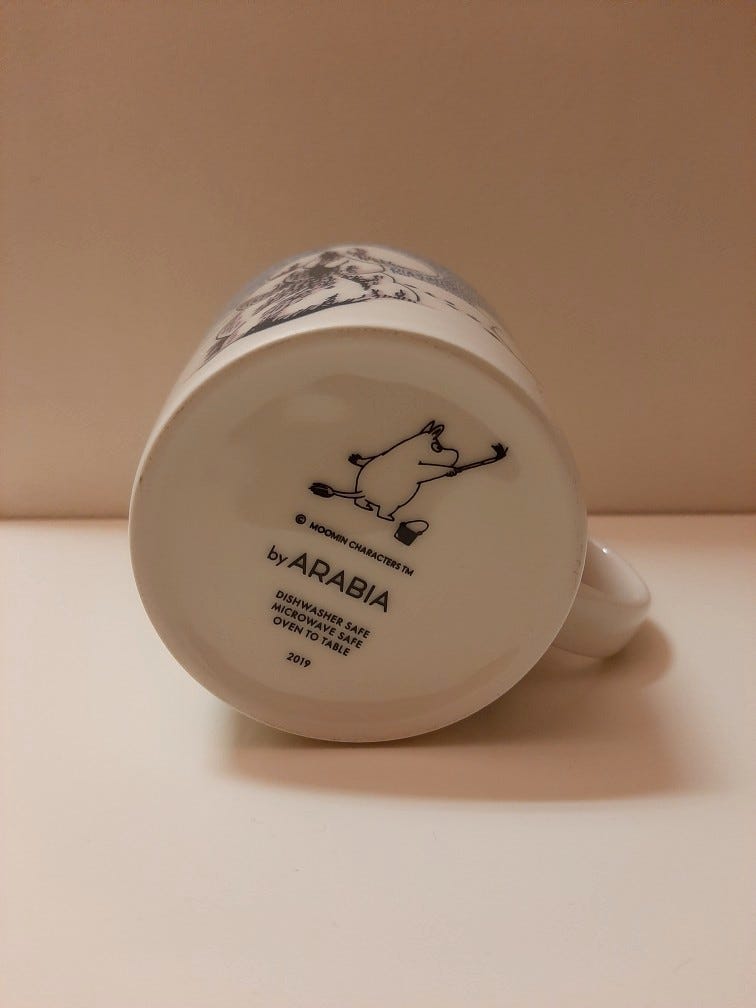 © MOOMIN CHARACTERS™
by ARABIA
DISHWASHER SAFE
MICROWAVE SAFE
OVEN TO TABLE
2019